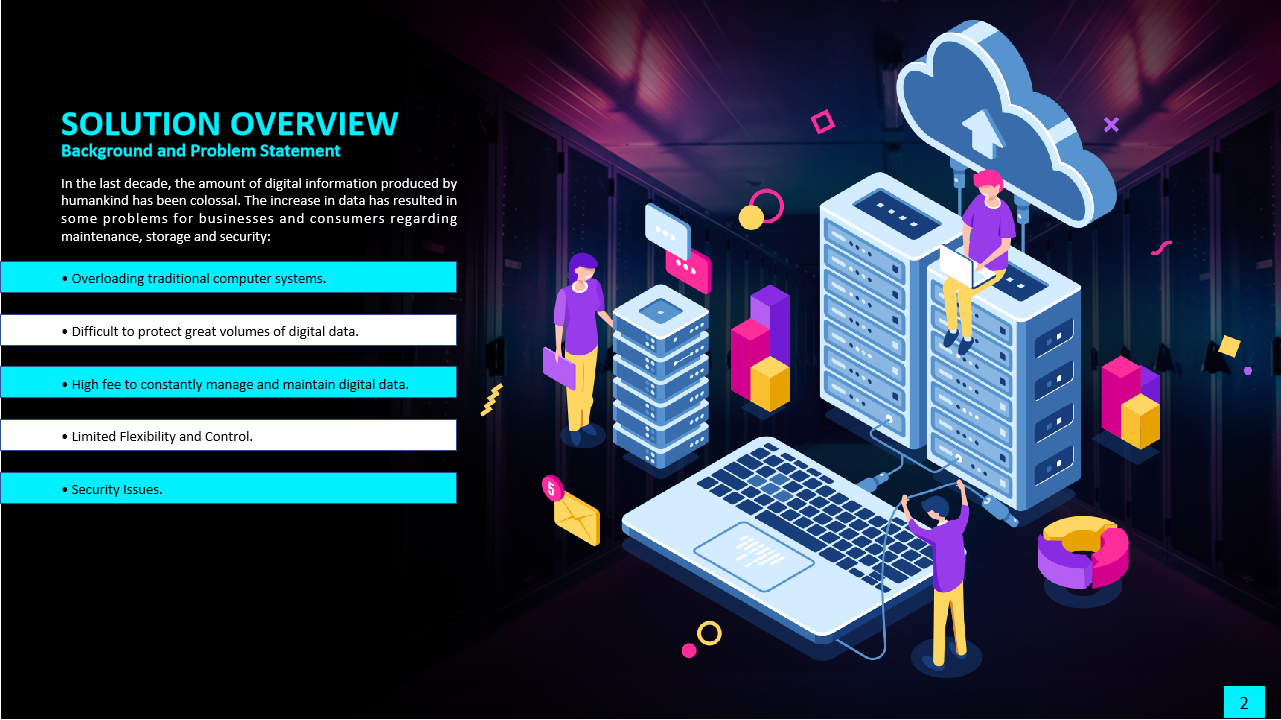 SOLUTION OVERVIEW
Background and Problem Statement
In the last decade, the amount of digital information produced by
humankind has been colossal. The increase in data has resulted in
some problems for businesses and consumers regarding
maintenance, storage and security:
• Overloading traditional computer systems.
• Difficult to protect great volumes of digital data.
• High fee to constantly manage and maintain digital data.
• Limited Flexibility and Control.
• Security Issues.
5
2